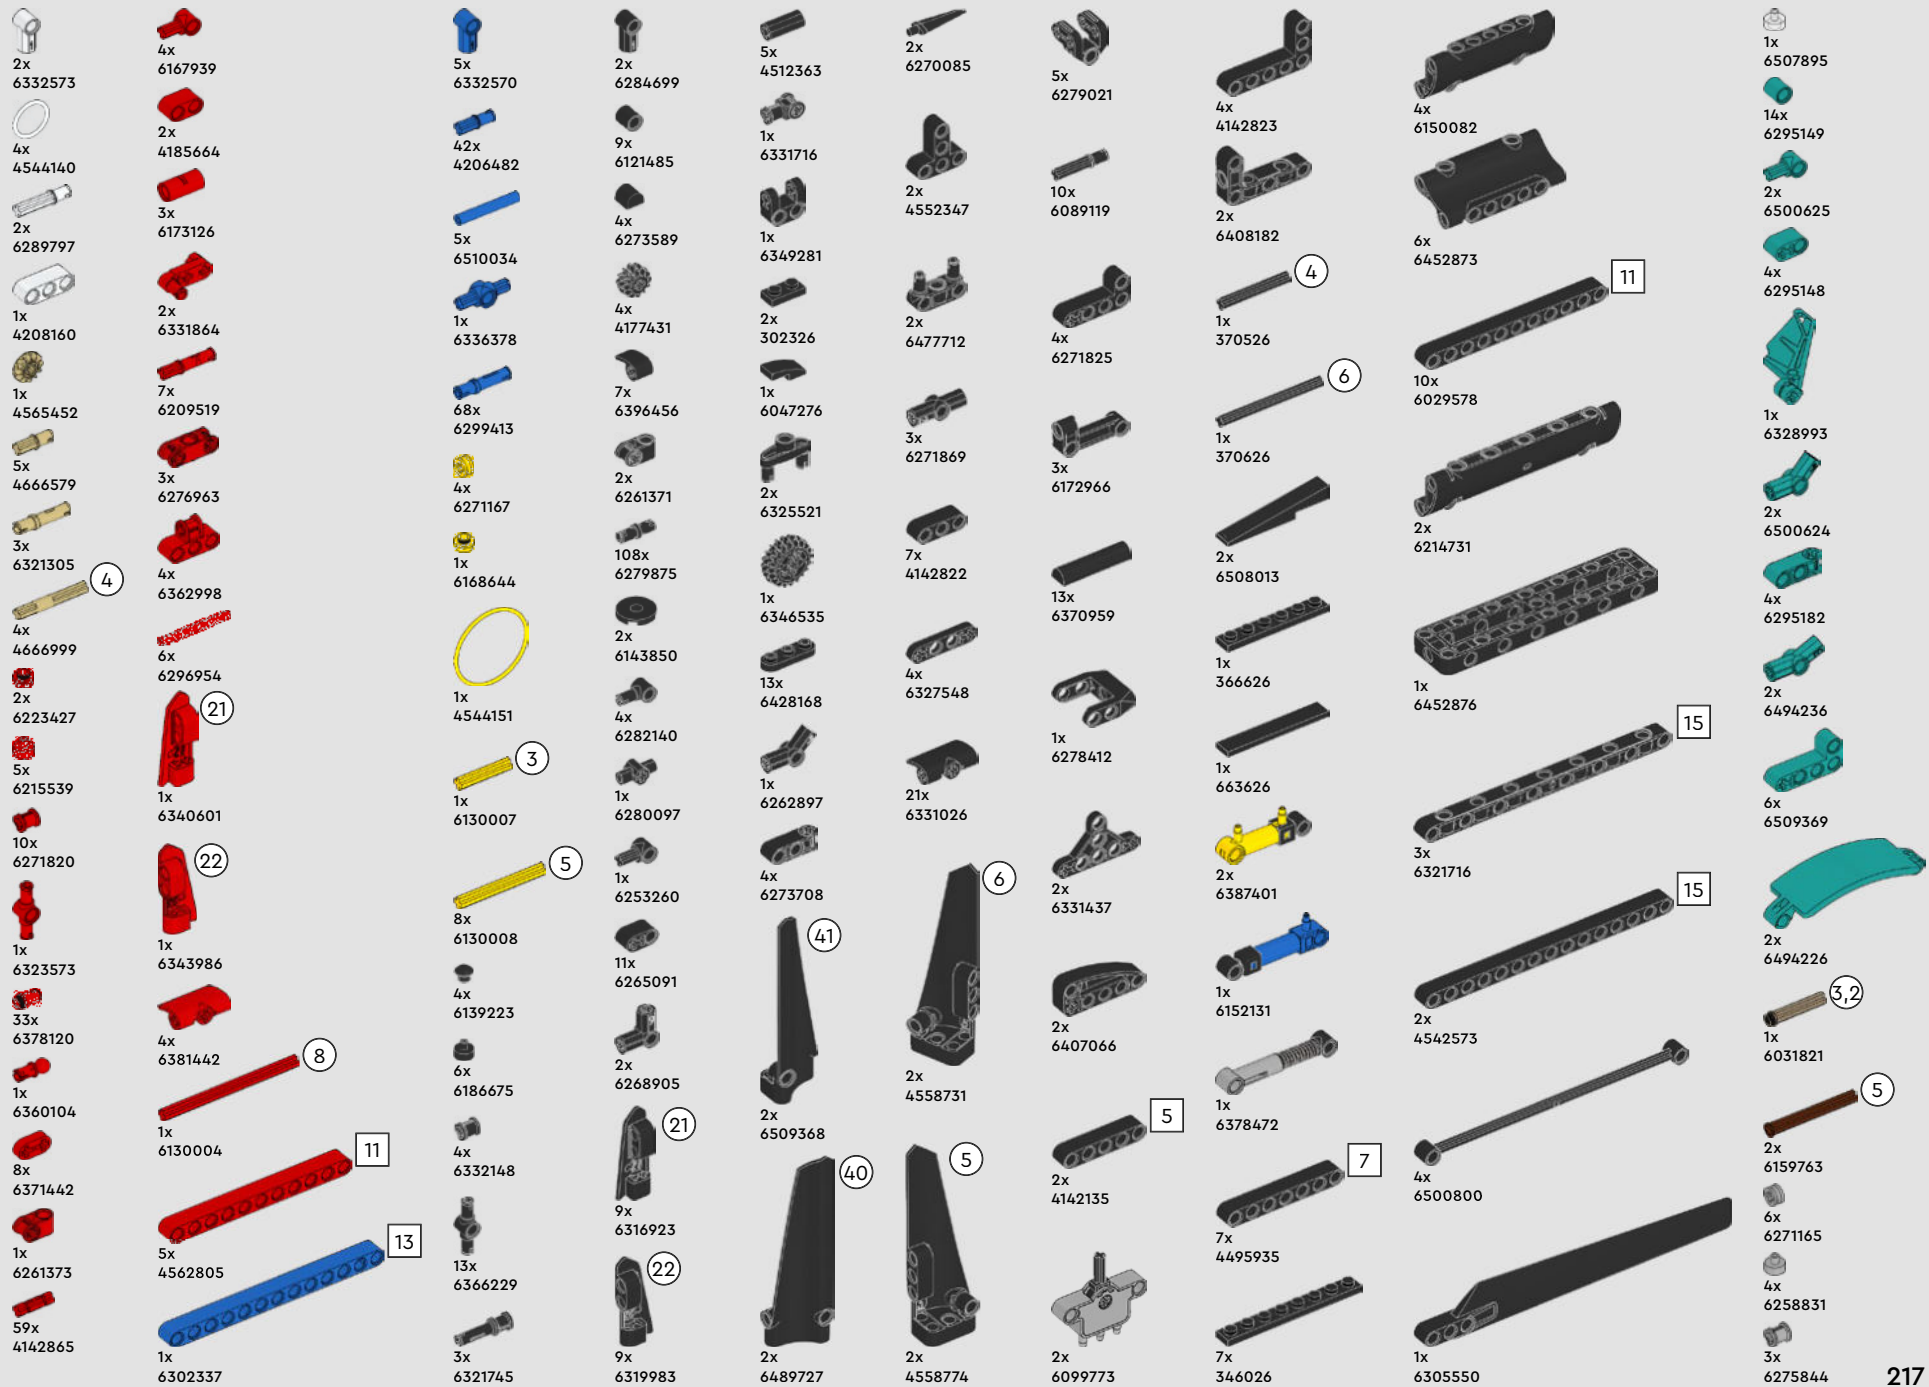 2x
6332573
4x
4544140
2x
6289797
1x
4208160
1x
4565452
5x
4666579
3x
6321305
4
4x
4666999
2x
6223427
5x
6215539
10x
6271820
1x
6323573
33x
6378120
1x
6360104
8x
6371442
1x
6261373
59x
4142865
4x
6167939
2x
4185664
3x
6173126
2x
6331864
7x
6209519
3x
6276963
4x
6362998
6x
6296954
21
1x
6340601
22
1x
6343986
4x
6381442
8
1x
6130004
11
5x
4562805
13
1x
6302337
5x
6332570
42x
4206482
5x
6510034
1x
6336378
68x
6299413
4x
6271167
1x
6168644
1x
4544151
3
1x
6130007
5
8x
6130008
4x
6139223
6x
6186675
4x
6332148
13x
6366229
3x
6321745
2x
6284699
9x
6121485
4x
6273589
4x
4177431
7x
6396456
2x
6261371
108x
6279875
2x
6143850
4x
6282140
1x
6280097
1x
6253260
11x
6265091
2x
6268905
21
9x
6316923
22
9x
6319983
5x
4512363
1x
6331716
1x
6349281
2x
302326
1x
6047276
2x
6325521
1x
6346535
13x
6428168
1x
6262897
4x
6273708
41
2x
6509368
40
2x
6489727
2x
6270085
2x
4552347
2x
6477712
3x
6271869
7x
4142822
4x
6327548
21x
6331026
6
2x
4558731
5
2x
4558774
5x
6279021
10x
6089119
4x
6271825
3x
6172966
13x
6370959
1x
6278412
2x
6331437
2x
6407066
5
2x
4142135
2x
6099773
4x
4142823
2x
6408182
4
1x
370526
6
1x
370626
2x
6508013
1x
366626
1x
663626
2x
6387401
1x
6152131
1x
6378472
7
7x
4495935
7x
346026
4x
6150082
6x
6452873
11
10x
6029578
2x
6214731
1x
6452876
15
3x
6321716
15
2x
4542573
4x
6500800
1x
6305550
1x
6507895
14x
6295149
2x
6500625
4x
6295148
1x
6328993
2x
6500624
4x
6295182
2x
6494236
6x
6509369
2x
6494226
3,2
1x
6031821
5
2x
6159763
6x
6271165
4x
6258831
3x
6275844
217